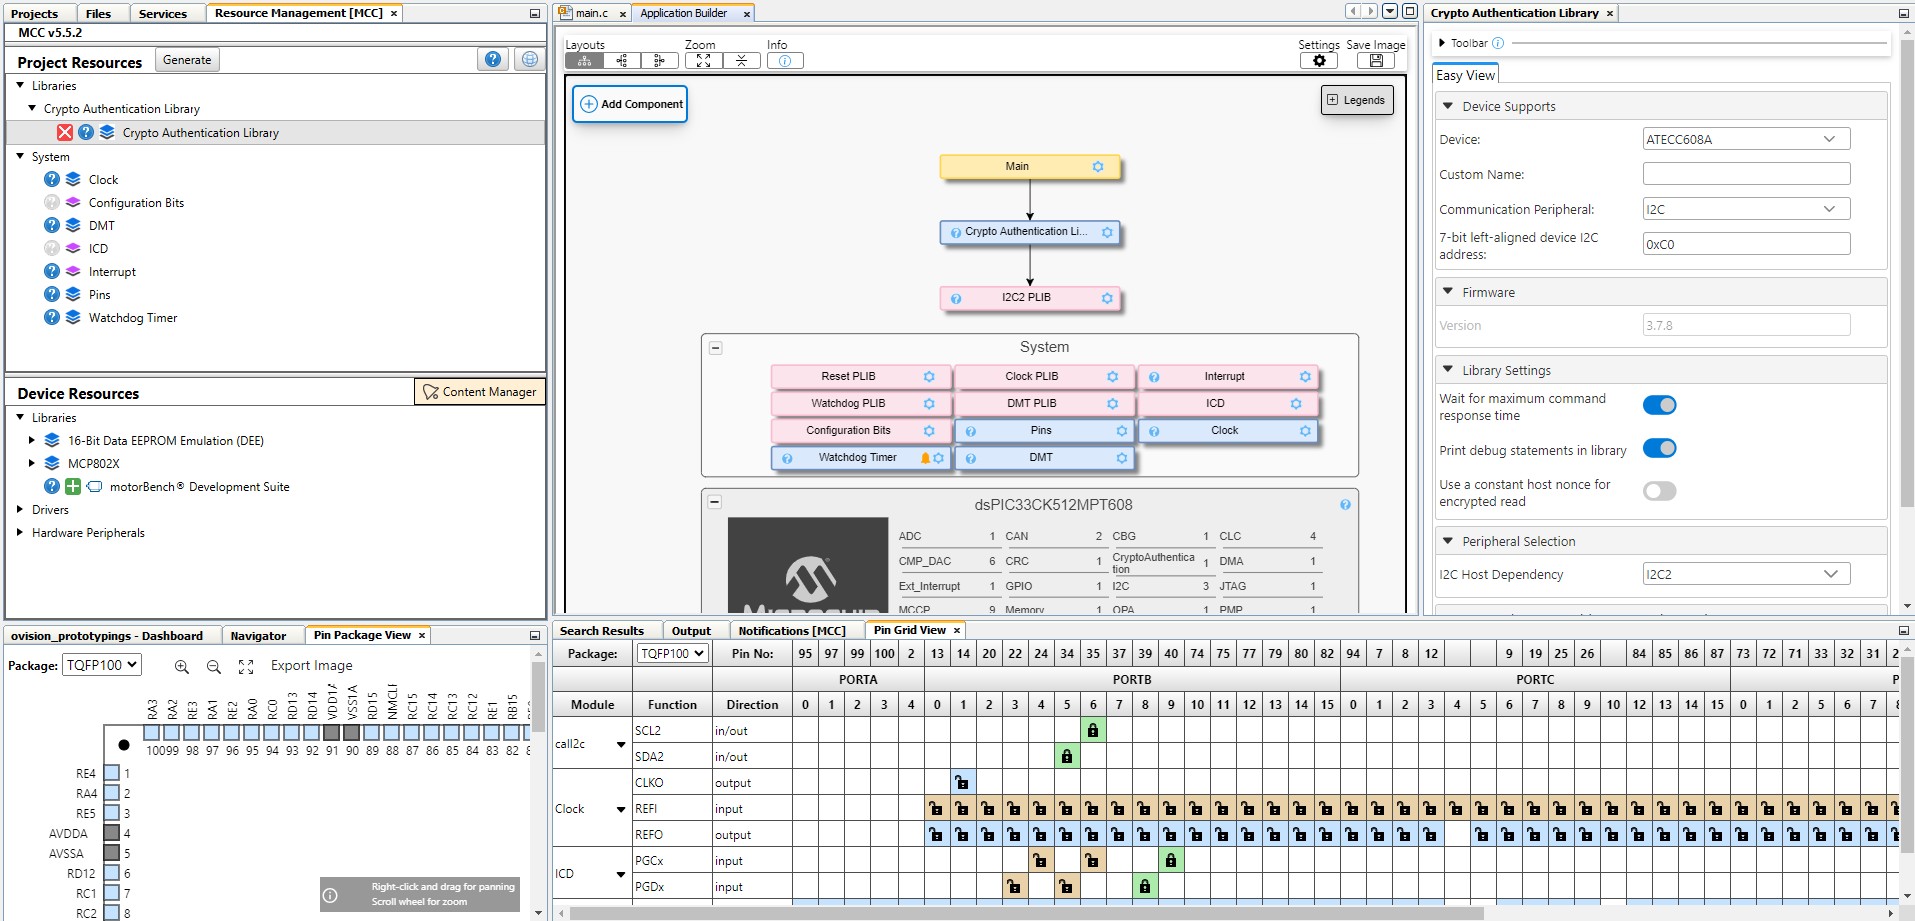 Projects Files Services Resource Management [MCC] ×
MCC v5.5.2
Project Resources Generate
Libraries
Crypto Authentication Library
Crypto Authentication Library
System
Clock
Configuration Bits
DMT
ICD
Interrupt
Pins
Watchdog Timer
Device Resources Content Manager
Libraries
16-Bit Data EEPROM Emulation (DEE)
MCP802X
motorBench® Development Suite
Drivers
Hardware Peripherals
main.c × Application Builder ×
Layouts Zoom Info Settings Save Image
Add Component Legends
Main
Crypto Authentication Li...
I2C2 PLIB
System
Reset PLIB Clock PLIB Interrupt
Watchdog PLIB DMT PLIB ICD
Configuration Bits Pins Clock
Watchdog Timer DMT
dsPIC33CK512MPT608
ADC 1 CAN 2 CBG 1 CLC 4
CMP_DAC 6 CRC 1 CryptoAuthentica
tion 1 DMA 1
Ext_Interrupt 1 GPIO 1 I2C 3 JTAG 1
MCCP 9 Memory 1 OPA 1 PMP 1
Microchip
Crypto Authentication Library ×
Toolbar
Easy View
Device Supports
Device: ATECC608A
Custom Name:
Communication Peripheral: I2C
7-bit left-aligned device I2C
address: 0xC0
Firmware
Version 3.7.8
Library Settings
Wait for maximum command
response time
Print debug statements in library
Use a constant host nonce for
encrypted read
Peripheral Selection
I2C Host Dependency I2C2
ovision_prototypings - Dashboard Navigator Pin Package View ×
Package: TQFP100 Export Image
RA3 RA2 RE3 RA1 RE2 RA0 RC0 RD13 RD14 VDD1A VSS1A RD15 NMCLR RC15 RC14 RC13 RC12 RE1 RB15
100 99 98 97 96 95 94 93 92 91 90 89 88 87 86 85 84 83 82
RE4 1
RA4 2
RE5 3
AVDDA 4
AVSSA 5
RD12 6
RC1 7
RC2 8
Right-click and drag for panning
Scroll wheel for zoom
Search Results Output Notifications [MCC] Pin Grid View ×
Package: TQFP100 Pin No: 95 97 99 100 2 13 14 20 22 24 34 35 37 39 40 74 75 77 79 80 82 94 7 8 12 9 19 25 26 84 85 86 87 73 72 71 33 32 31
PORTA PORTB PORTC
Module Function Direction 0 1 2 3 4 0 1 2 3 4 5 6 7 8 9 10 11 12 13 14 15 0 1 2 3 4 5 6 7 8 9 10 12 13 14 15 0 1 2 5 6 7 8
call2c SCL2 in/out
SDA2 in/out
Clock CLKO output
REFI input
REFO output
ICD PGCx input
PGDx input